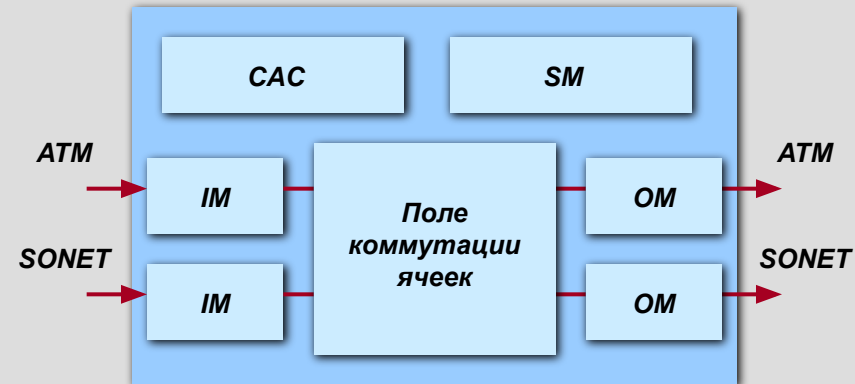 CAC
SM
ATM
ATM
IM
OM
Поле
коммутации
ячеек
SONET
SONET
IM
OM